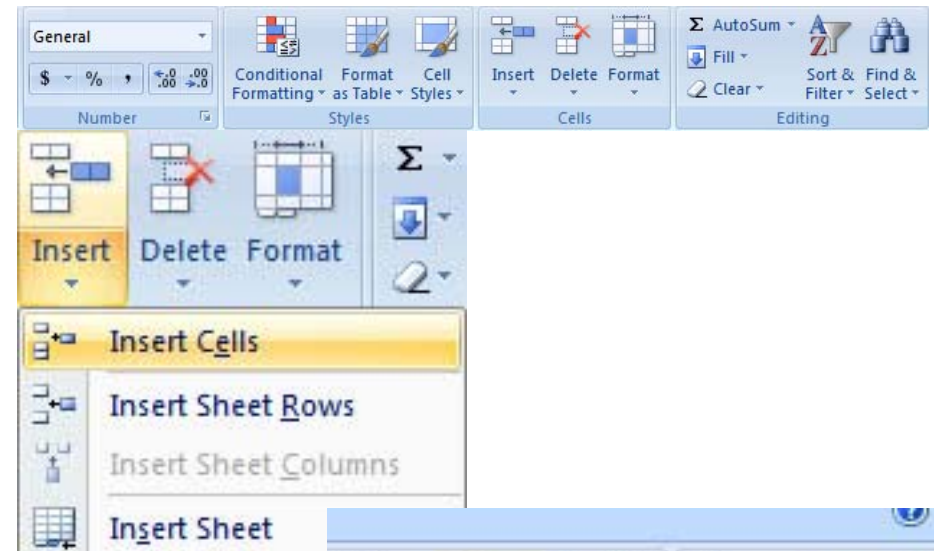 General
$ % , .0 .00 .00 .0
Number
Conditional Formatting
Format as Table
Cell Styles
Styles
Insert Delete Format
Cells
Σ AutoSum
Fill
Clear
Sort & Filter
Find & Select
Editing
Insert Delete Format
Σ
Insert Cells
Insert Sheet Rows
Insert Sheet Columns
Insert Sheet